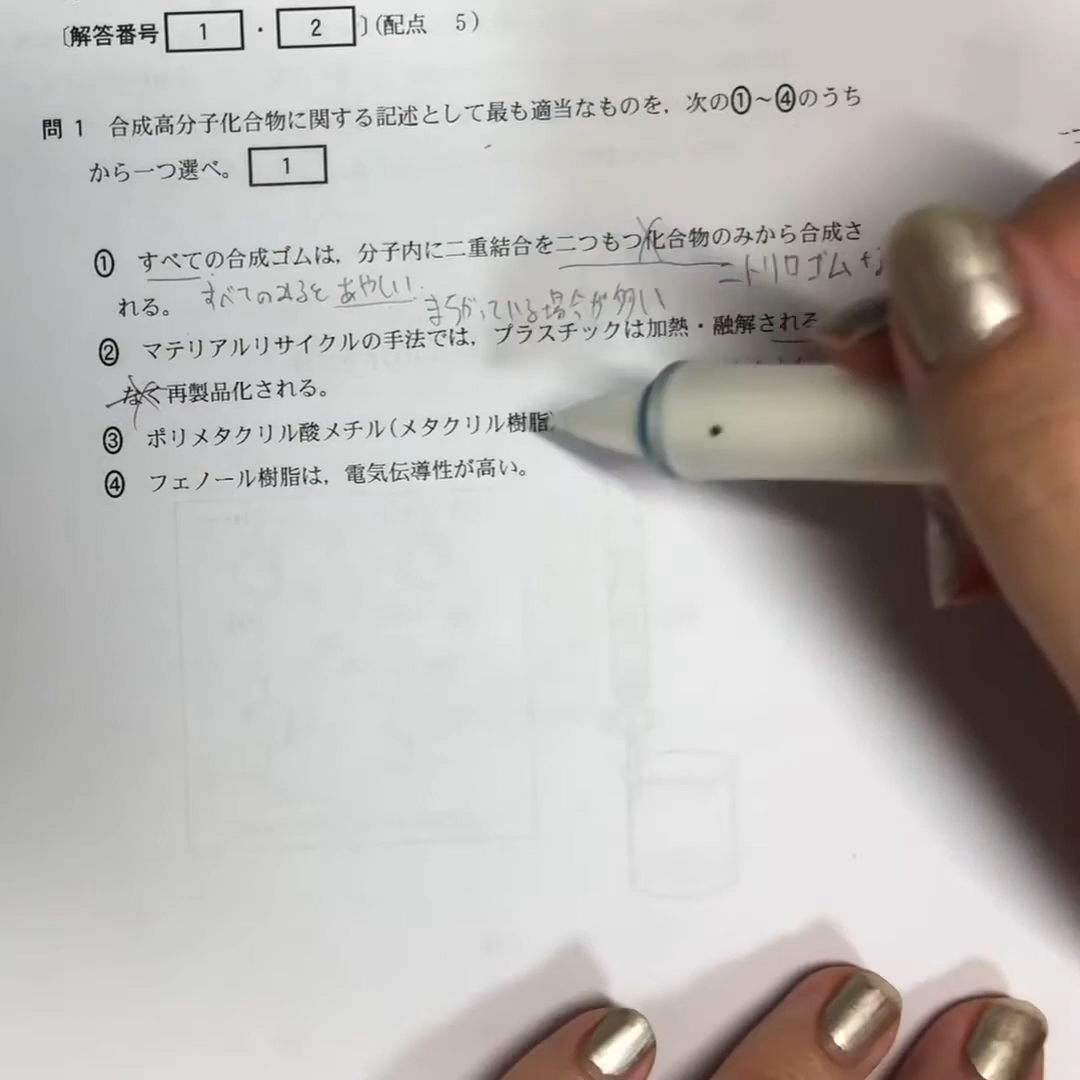 〔解答番号 1 ・ 2 〕(配点 5)
問1 合成高分子化合物に関する記述として最も適当なものを，次の①～④のうち
から一つ選べ。 1
① すべての合成ゴムは，分子内に二重結合を二つもつ化合物のみから合成さ
ニトリロゴム
れる。 すべてのみると あやしい まちがっている場合が多い
② マテリアルリサイクルの手法では，プラスチックは加熱・融解される
なく再製品化される。
③ ポリメタクリル酸メチル(メタクリル樹脂)
④ フェノール樹脂は，電気伝導性が高い。